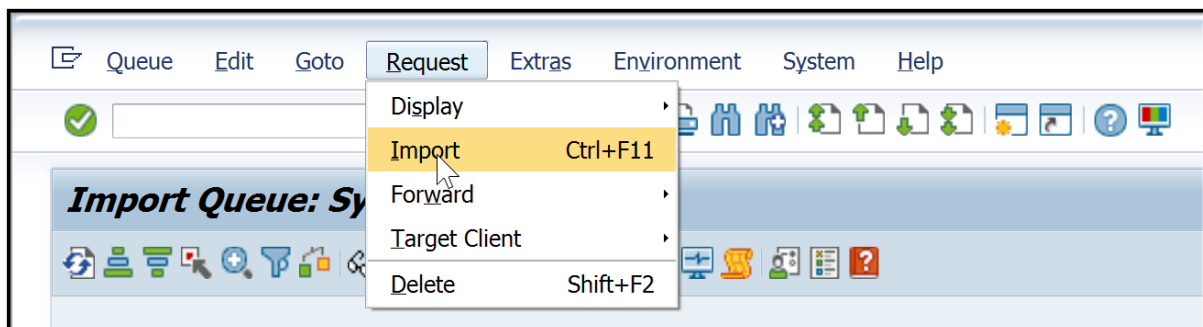 Queue Edit Goto Request Extras Environment System Help
Display
Import Ctrl+F11
Import Queue: Sy
Forward
Target Client
Delete Shift+F2